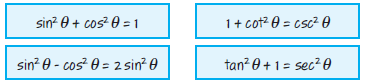 sin² θ + cos² θ = 1
1 + cot² θ = csc² θ
sin² θ - cos² θ = 2 sin² θ
tan² θ + 1 = sec² θ